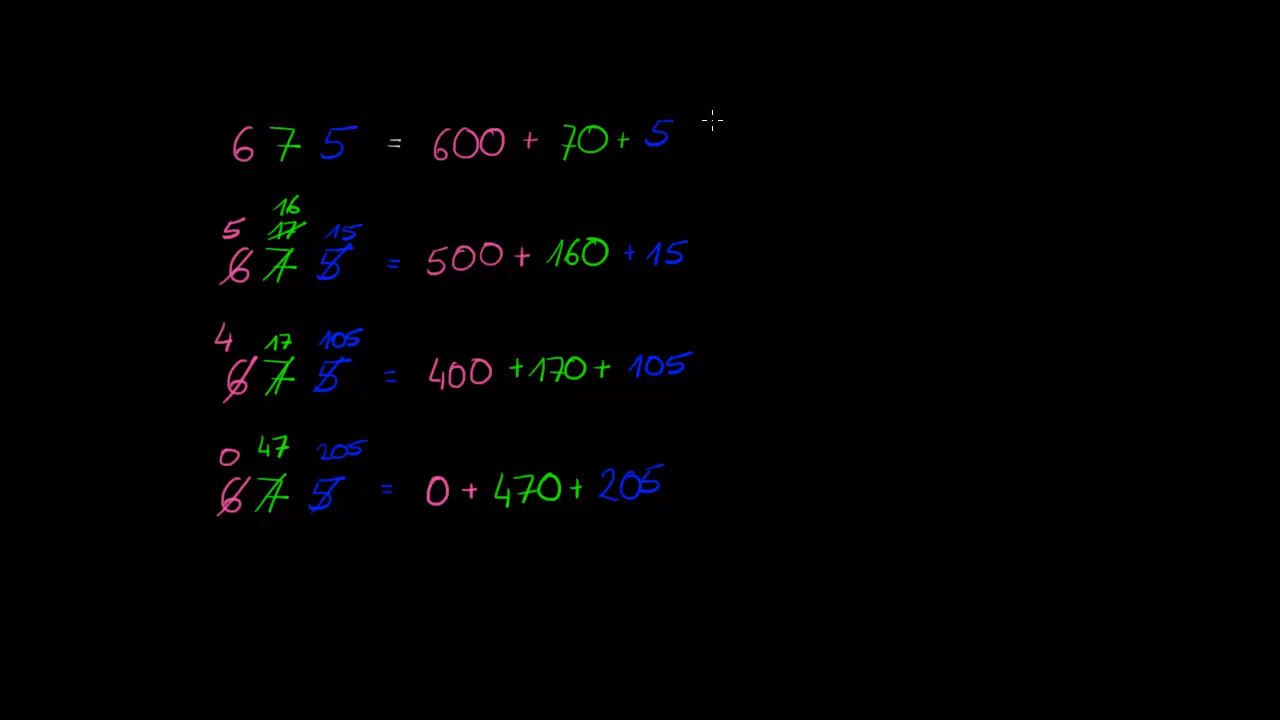 6 7 5 = 600 + 70 + 5
16
5 17 15
6 7 5 = 500 + 160 + 15
4 17 105
6 7 5 = 400 + 170 + 105
0 47 205
6 7 5 = 0 + 470 + 205